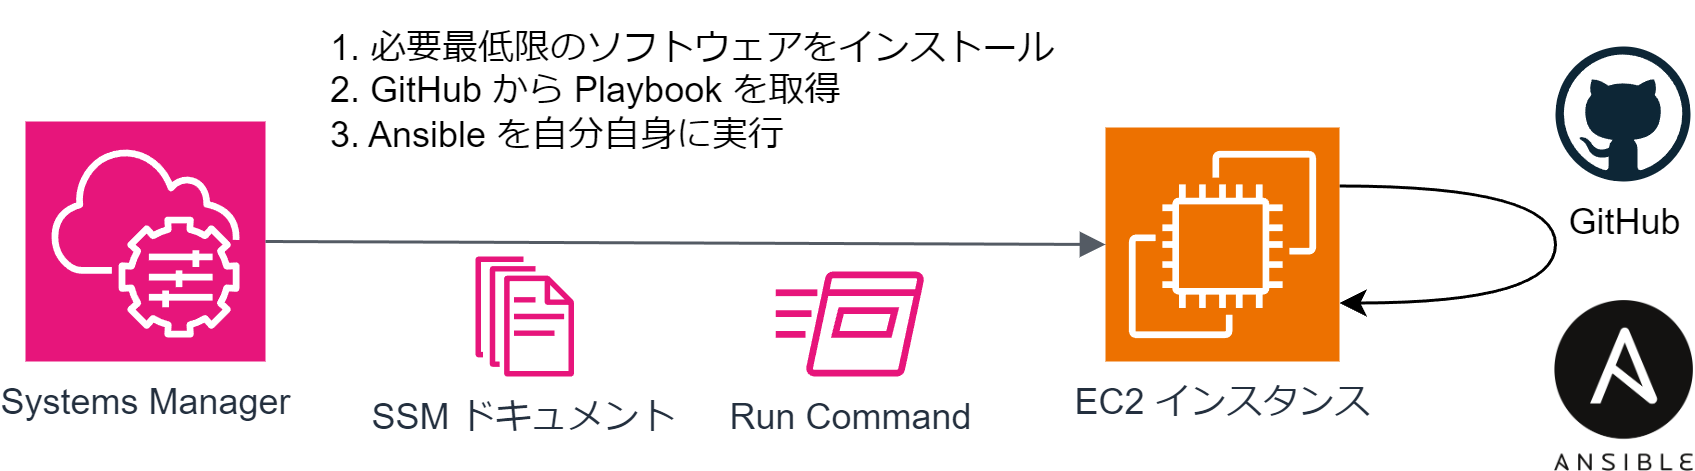 1. 必要最低限のソフトウェアをインストール
2. GitHub から Playbook を取得
3. Ansible を自分自身に実行
GitHub
Systems Manager
SSM ドキュメント
Run Command
EC2 インスタンス
ANSIBLE